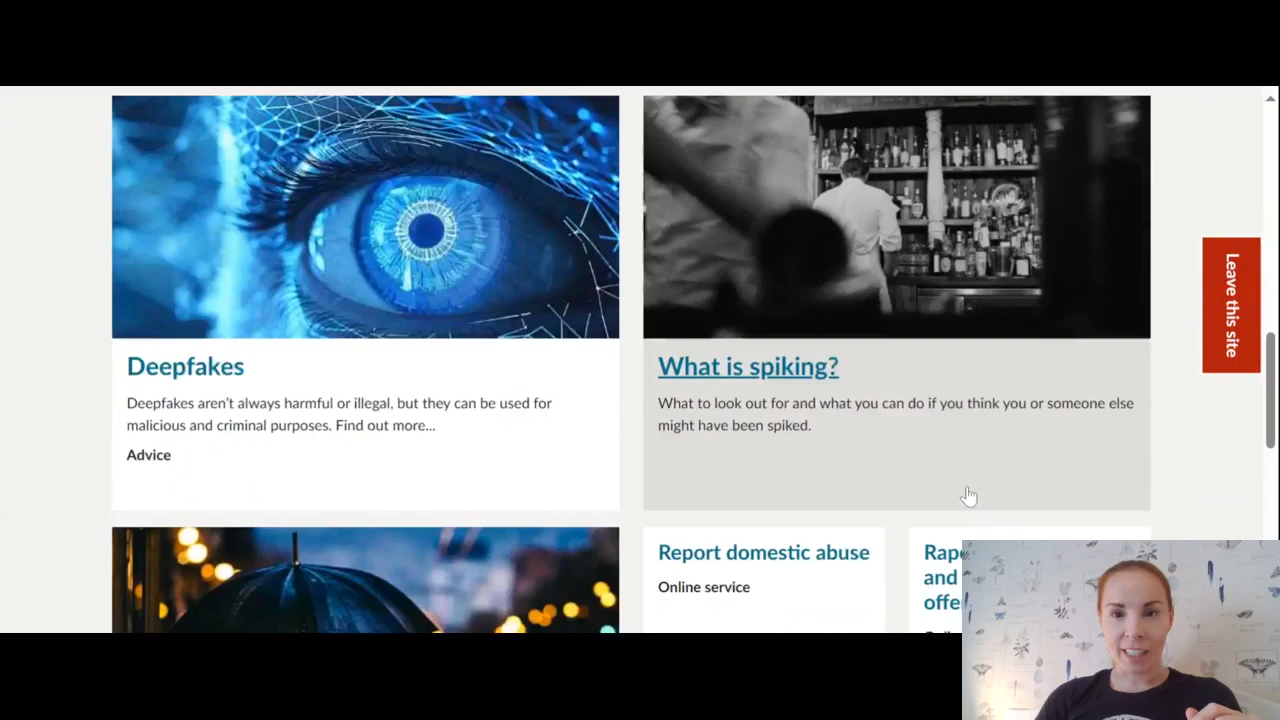 Deepfakes
Deepfakes aren't always harmful or illegal, but they can be used for
malicious and criminal purposes. Find out more...
Advice
What is spiking?
What to look out for and what you can do if you think you or someone else
might have been spiked.
Leave this site
Report domestic abuse
Online service
and